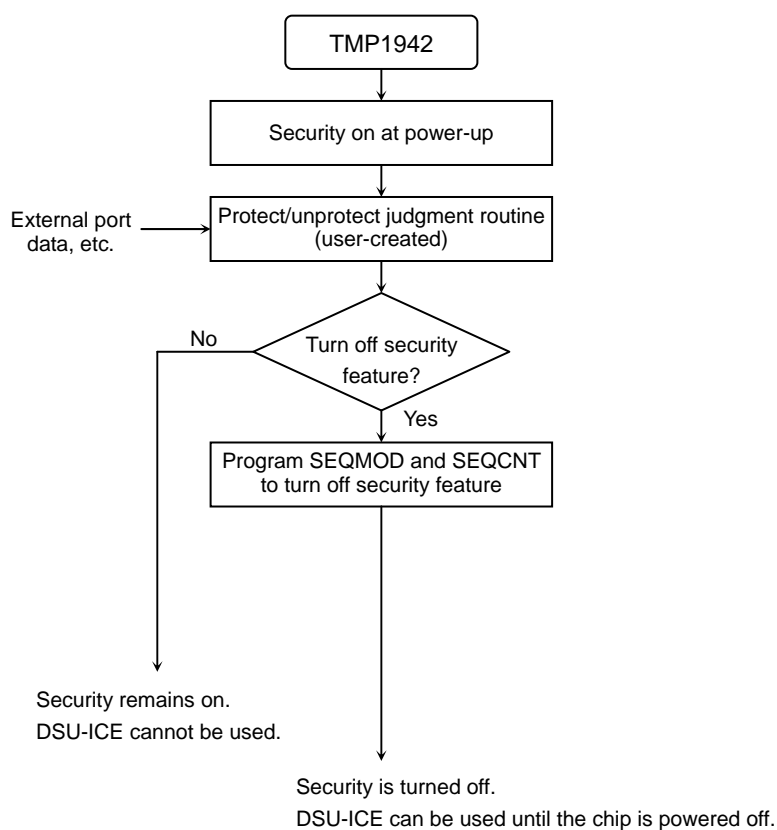 TMP1942
Security on at power-up
External port
data, etc.
Protect/unprotect judgment routine
(user-created)
No
Turn off security
feature?
Yes
Program SEQMOD and SEQCNT
to turn off security feature
Security remains on.
DSU-ICE cannot be used.
Security is turned off.
DSU-ICE can be used until the chip is powered off.